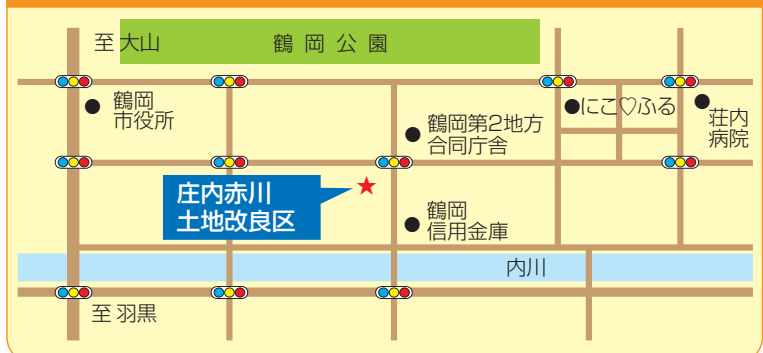 至 大山
鶴 岡 公 園
鶴岡
市役所
鶴岡第2地方
合同庁舎
にこ♡ふる
荘内
病院
庄内赤川
土地改良区
鶴岡
信用金庫
内川
至 羽黒